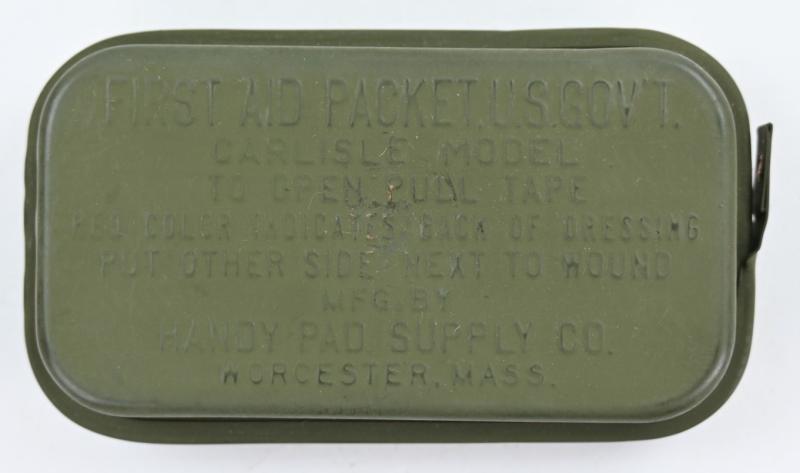 FIRST AID PACKET, U.S. GOV'T.
CARLISLE MODEL
TO OPEN PULL TAPE
RED COLOR INDICATES BACK OF DRESSING
PUT OTHER SIDE NEXT TO WOUND
MFG. BY
HANDY PAD SUPPLY CO.
WORCESTER, MASS.